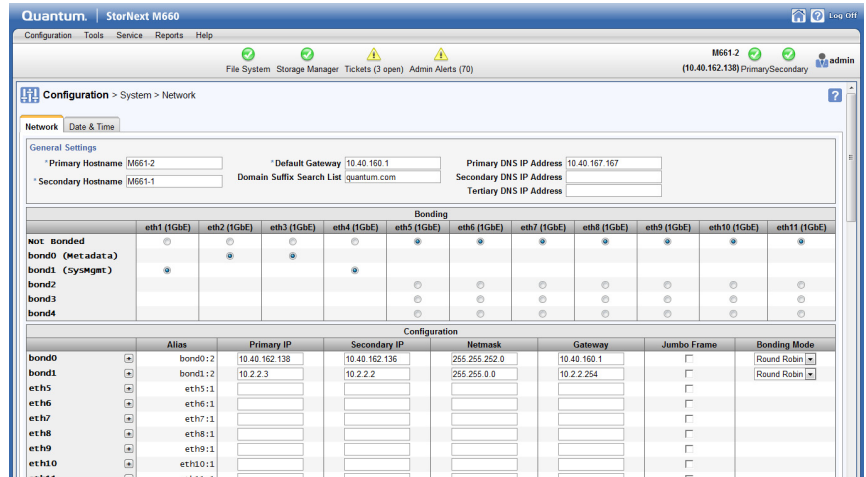 Quantum. StorNext M660 Log Off
Configuration Tools Service Reports Help
File System Storage Manager Tickets (3 open) Admin Alerts (70)
M661-2
(10.40.162.138) Primary Secondary
admin
Configuration > System > Network
Network Date & Time
General Settings
*Primary Hostname M661-2 *Default Gateway 10.40.160.1 Primary DNS IP Address 10.40.167.167
*Secondary Hostname M661-1 Domain Suffix Search List quantum.com Secondary DNS IP Address
Tertiary DNS IP Address
Bonding
eth1 (1GbE) eth2 (1GbE) eth3 (1GbE) eth4 (1GbE) eth5 (1GbE) eth6 (1GbE) eth7 (1GbE) eth8 (1GbE) eth9 (1GbE) eth10 (1GbE) eth11 (1GbE)
Not Bonded
bond0 (Metadata)
bond1 (SysMgmt)
bond2
bond3
bond4
Configuration
Alias Primary IP Secondary IP Netmask Gateway Jumbo Frame Bonding Mode
bond0 bond0:2 10.40.162.138 10.40.162.136 255.255.252.0 10.40.160.1 Round Robin
bond1 bond1:2 10.2.2.3 10.2.2.2 255.255.0.0 10.2.2.254 Round Robin
eth5 eth5:1
eth6 eth6:1
eth7 eth7:1
eth8 eth8:1
eth9 eth9:1
eth10 eth10:1